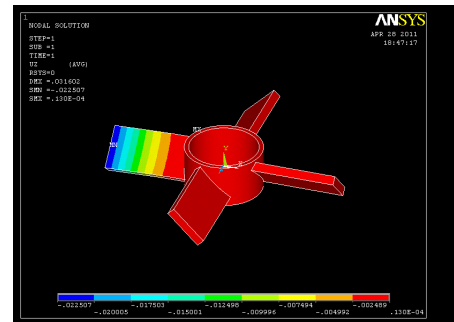 1
NODAL SOLUTION
STEP=1
SUB =1
TIME=1
UZ (AVG)
RSYS=0
DMX =.031602
SMN =-.022507
SMX =.130E-04
ANSYS
APR 28 2011
18:47:17
MX
MN
Y
X
-.022507 -.017503 -.012498 -.007494 -.002489
-.020005 -.015001 -.009996 -.004992 .130E-04